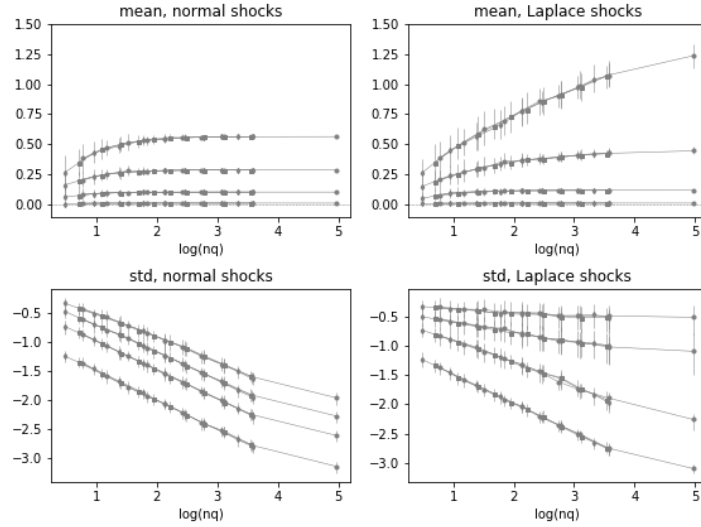 mean, normal shocks
1.50
1.25
1.00
0.75
0.50
0.25
0.00
1 2 3 4 5
log(nq)
mean, Laplace shocks
1.50
1.25
1.00
0.75
0.50
0.25
0.00
1 2 3 4 5
log(nq)
std, normal shocks
−0.5
−1.0
−1.5
−2.0
−2.5
−3.0
1 2 3 4 5
log(nq)
std, Laplace shocks
−0.5
−1.0
−1.5
−2.0
−2.5
−3.0
1 2 3 4 5
log(nq)